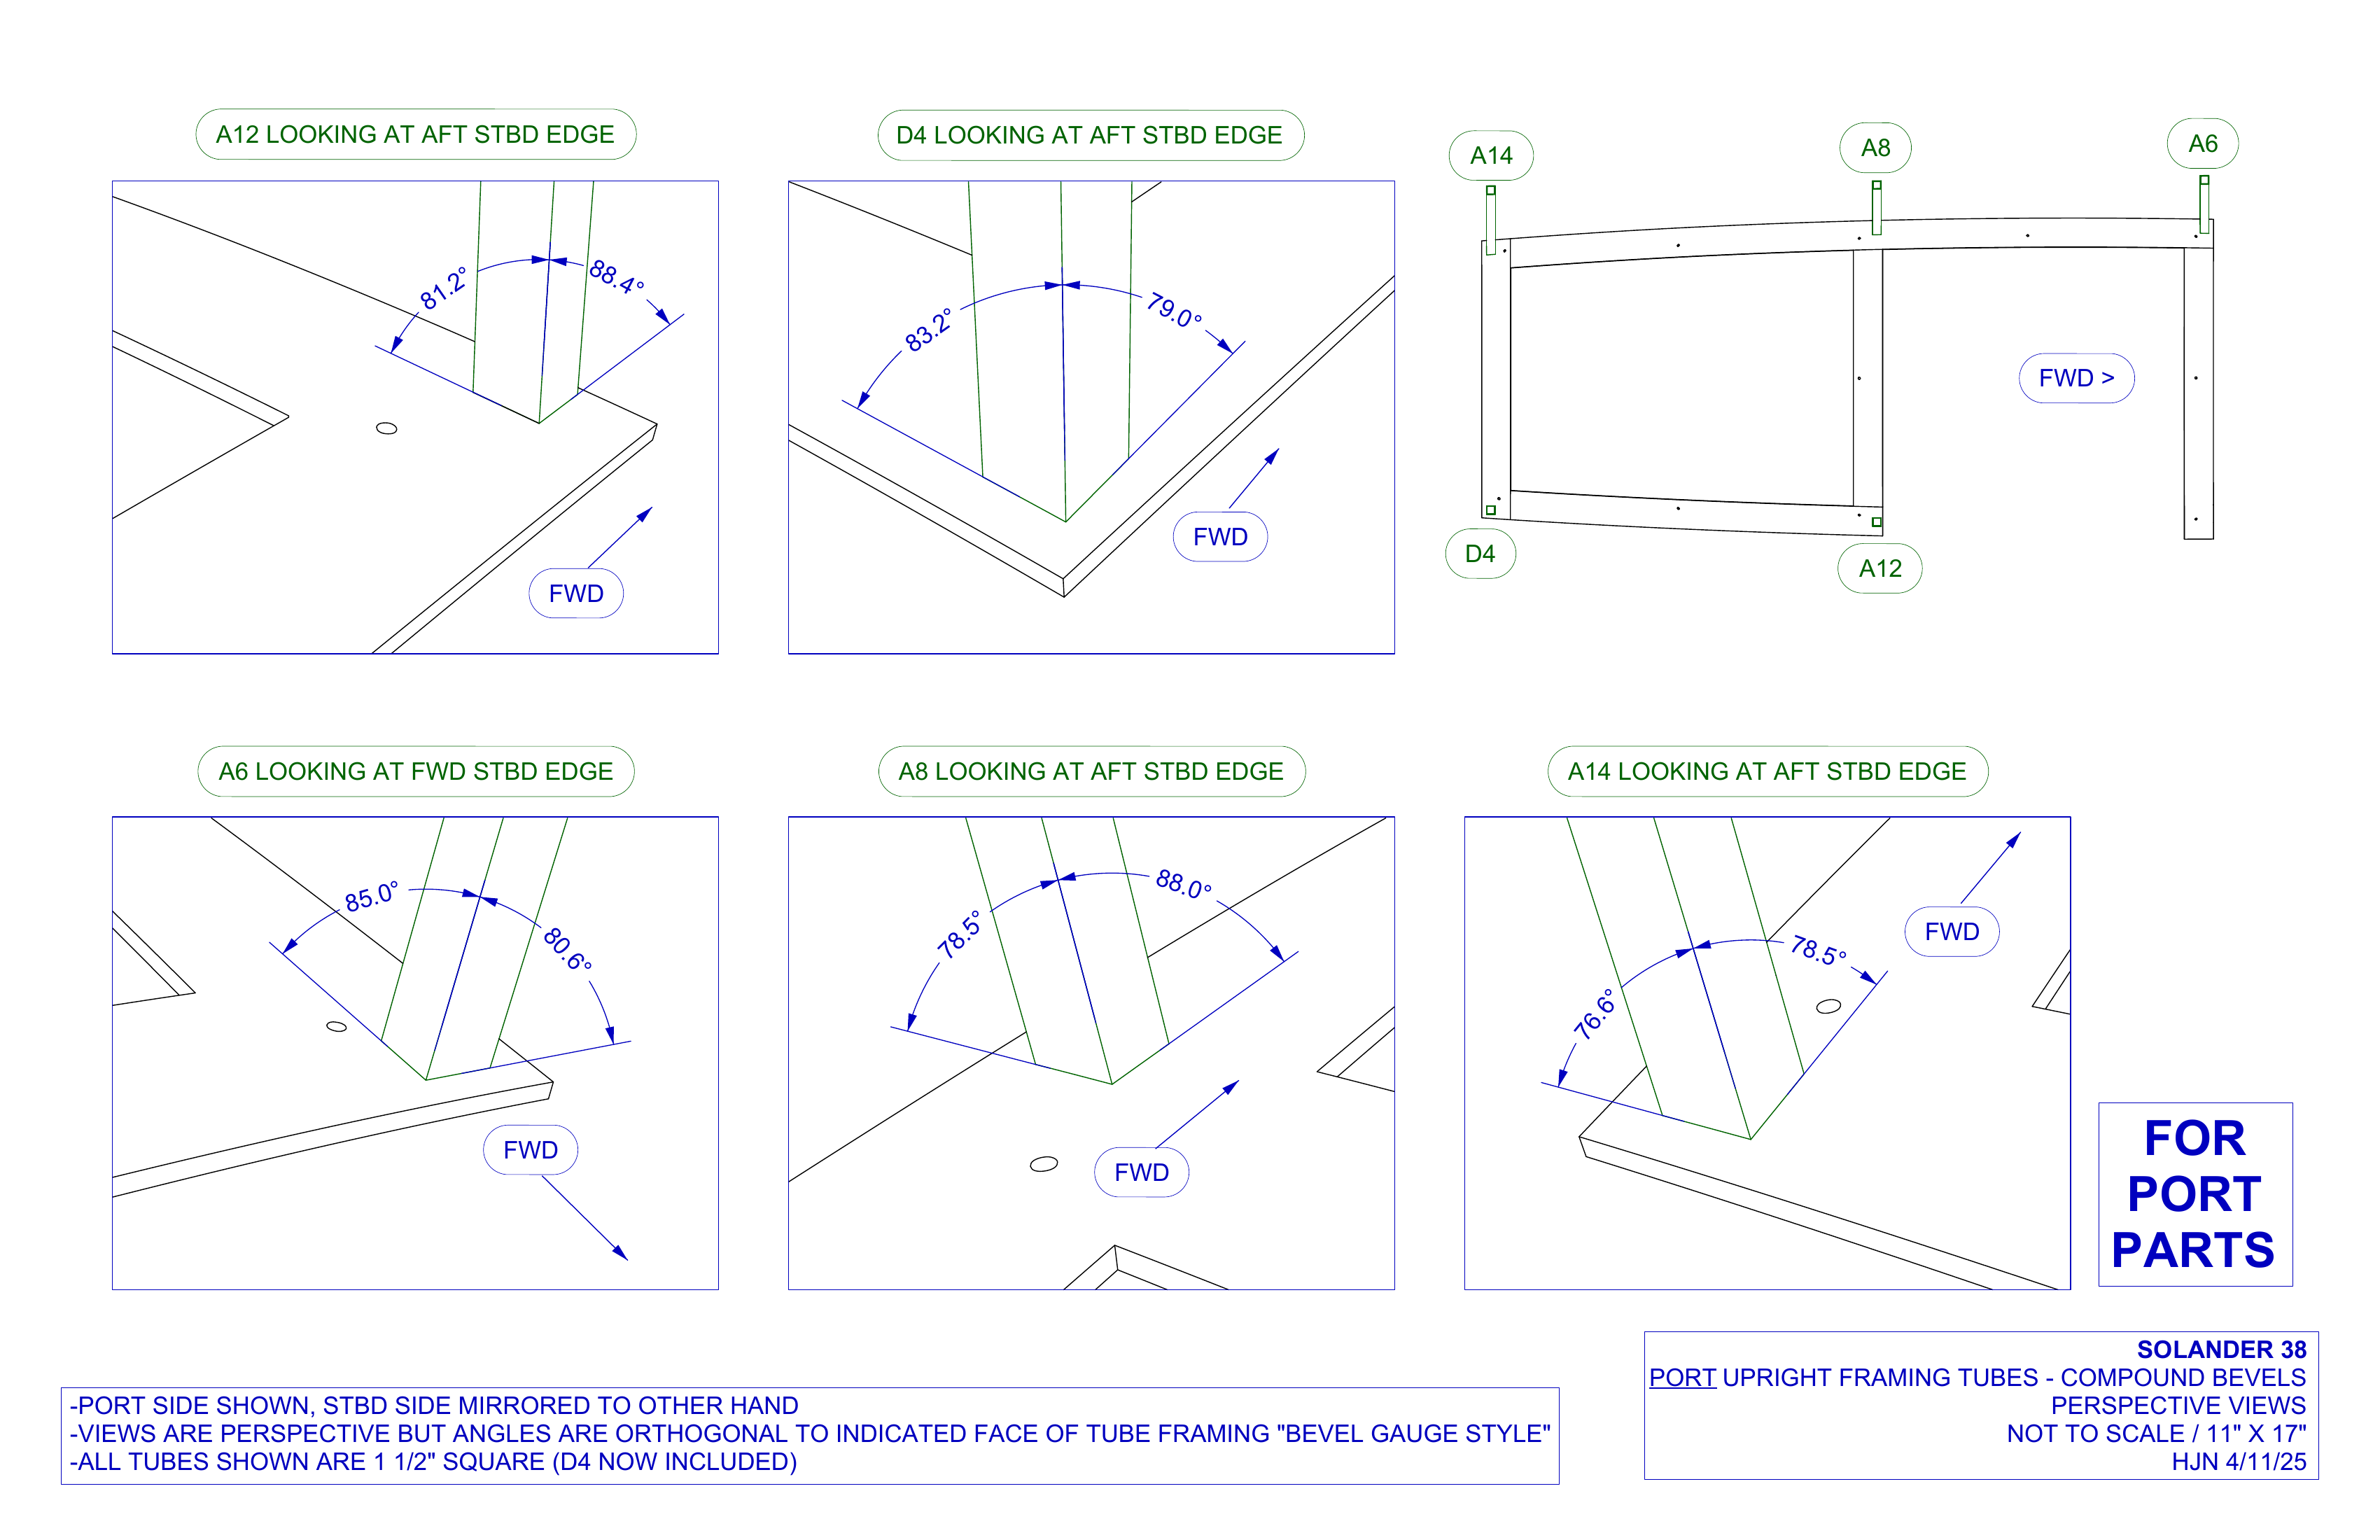 A12 LOOKING AT AFT STBD EDGE
81.2°
88.4°
FWD
D4 LOOKING AT AFT STBD EDGE
83.2°
79.0°
FWD
A14
A8
A6
FWD >
D4
A12
A6 LOOKING AT FWD STBD EDGE
85.0°
80.6°
FWD
A8 LOOKING AT AFT STBD EDGE
78.5°
88.0°
FWD
A14 LOOKING AT AFT STBD EDGE
76.6°
78.5°
FWD
FOR
PORT
PARTS
-PORT SIDE SHOWN, STBD SIDE MIRRORED TO OTHER HAND
-VIEWS ARE PERSPECTIVE BUT ANGLES ARE ORTHOGONAL TO INDICATED FACE OF TUBE FRAMING "BEVEL GAUGE STYLE"
-ALL TUBES SHOWN ARE 1 1/2" SQUARE (D4 NOW INCLUDED)
SOLANDER 38
PORT UPRIGHT FRAMING TUBES - COMPOUND BEVELS
PERSPECTIVE VIEWS
NOT TO SCALE / 11" X 17"
HJN 4/11/25